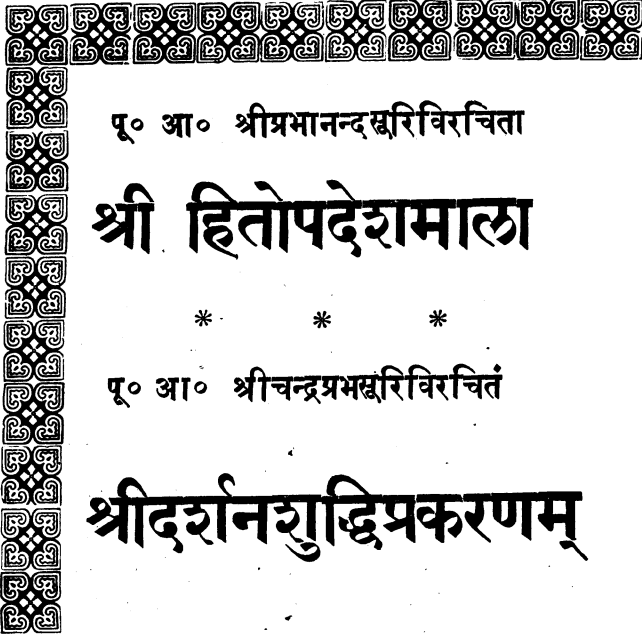 पू० आ० श्रीप्रभानन्दसूरिविरचिता
श्री हितोपदेशमाला
* * *
पू० आ० श्रीचन्द्रप्रभसूरिविरचितं
श्रीदर्शनशुद्धिप्रकरणम्